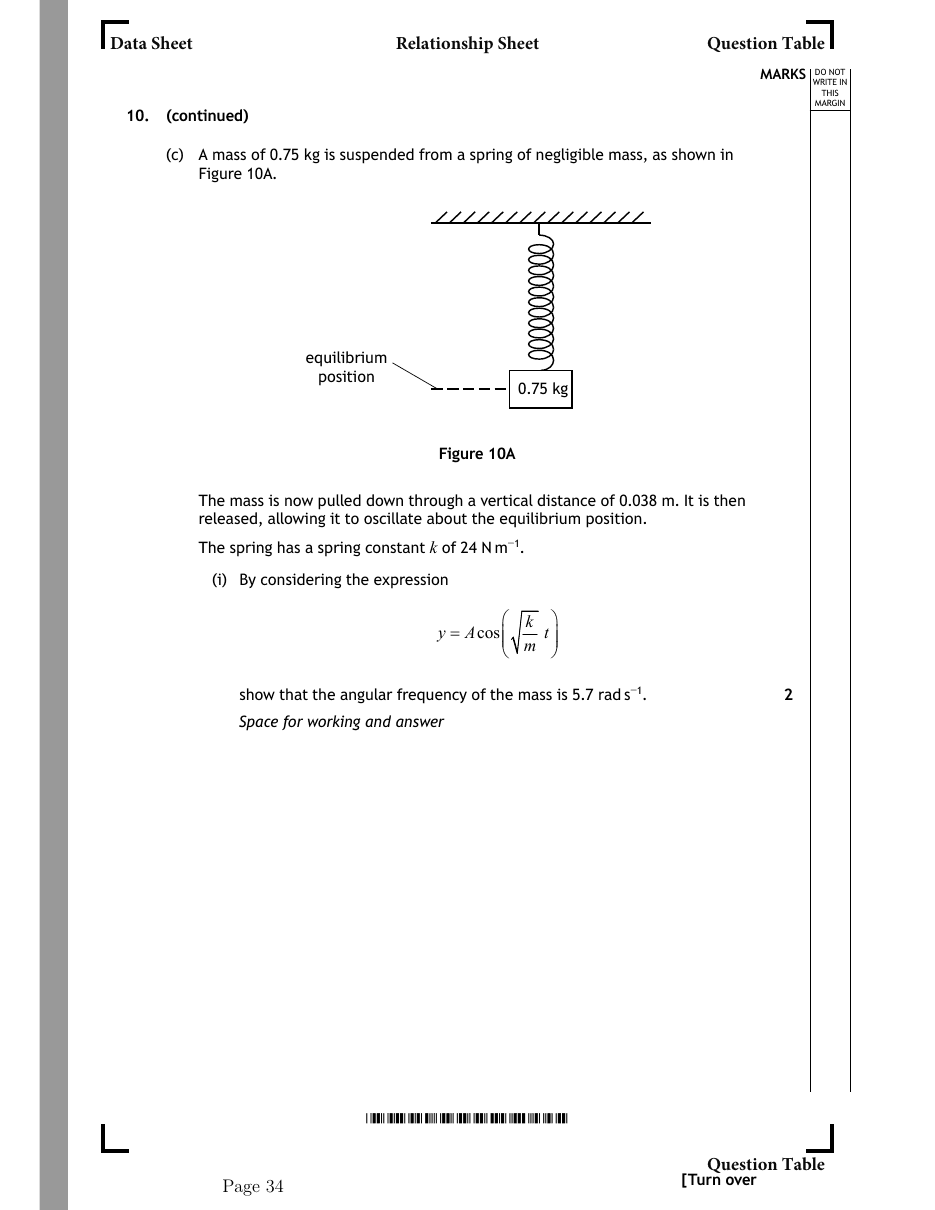 Data Sheet Relationship Sheet Question Table
MARKS
DO NOT
WRITE IN
THIS
MARGIN
10. (continued)
(c) A mass of 0.75 kg is suspended from a spring of negligible mass, as shown in
Figure 10A.
equilibrium
position
0.75 kg
Figure 10A
The mass is now pulled down through a vertical distance of 0.038 m. It is then
released, allowing it to oscillate about the equilibrium position.
The spring has a spring constant k of 24 N m⁻¹.
(i) By considering the expression
y = A cos(√(k/m) t)
show that the angular frequency of the mass is 5.7 rad s⁻¹. 2
Space for working and answer
Question Table
[Turn over
Page 34